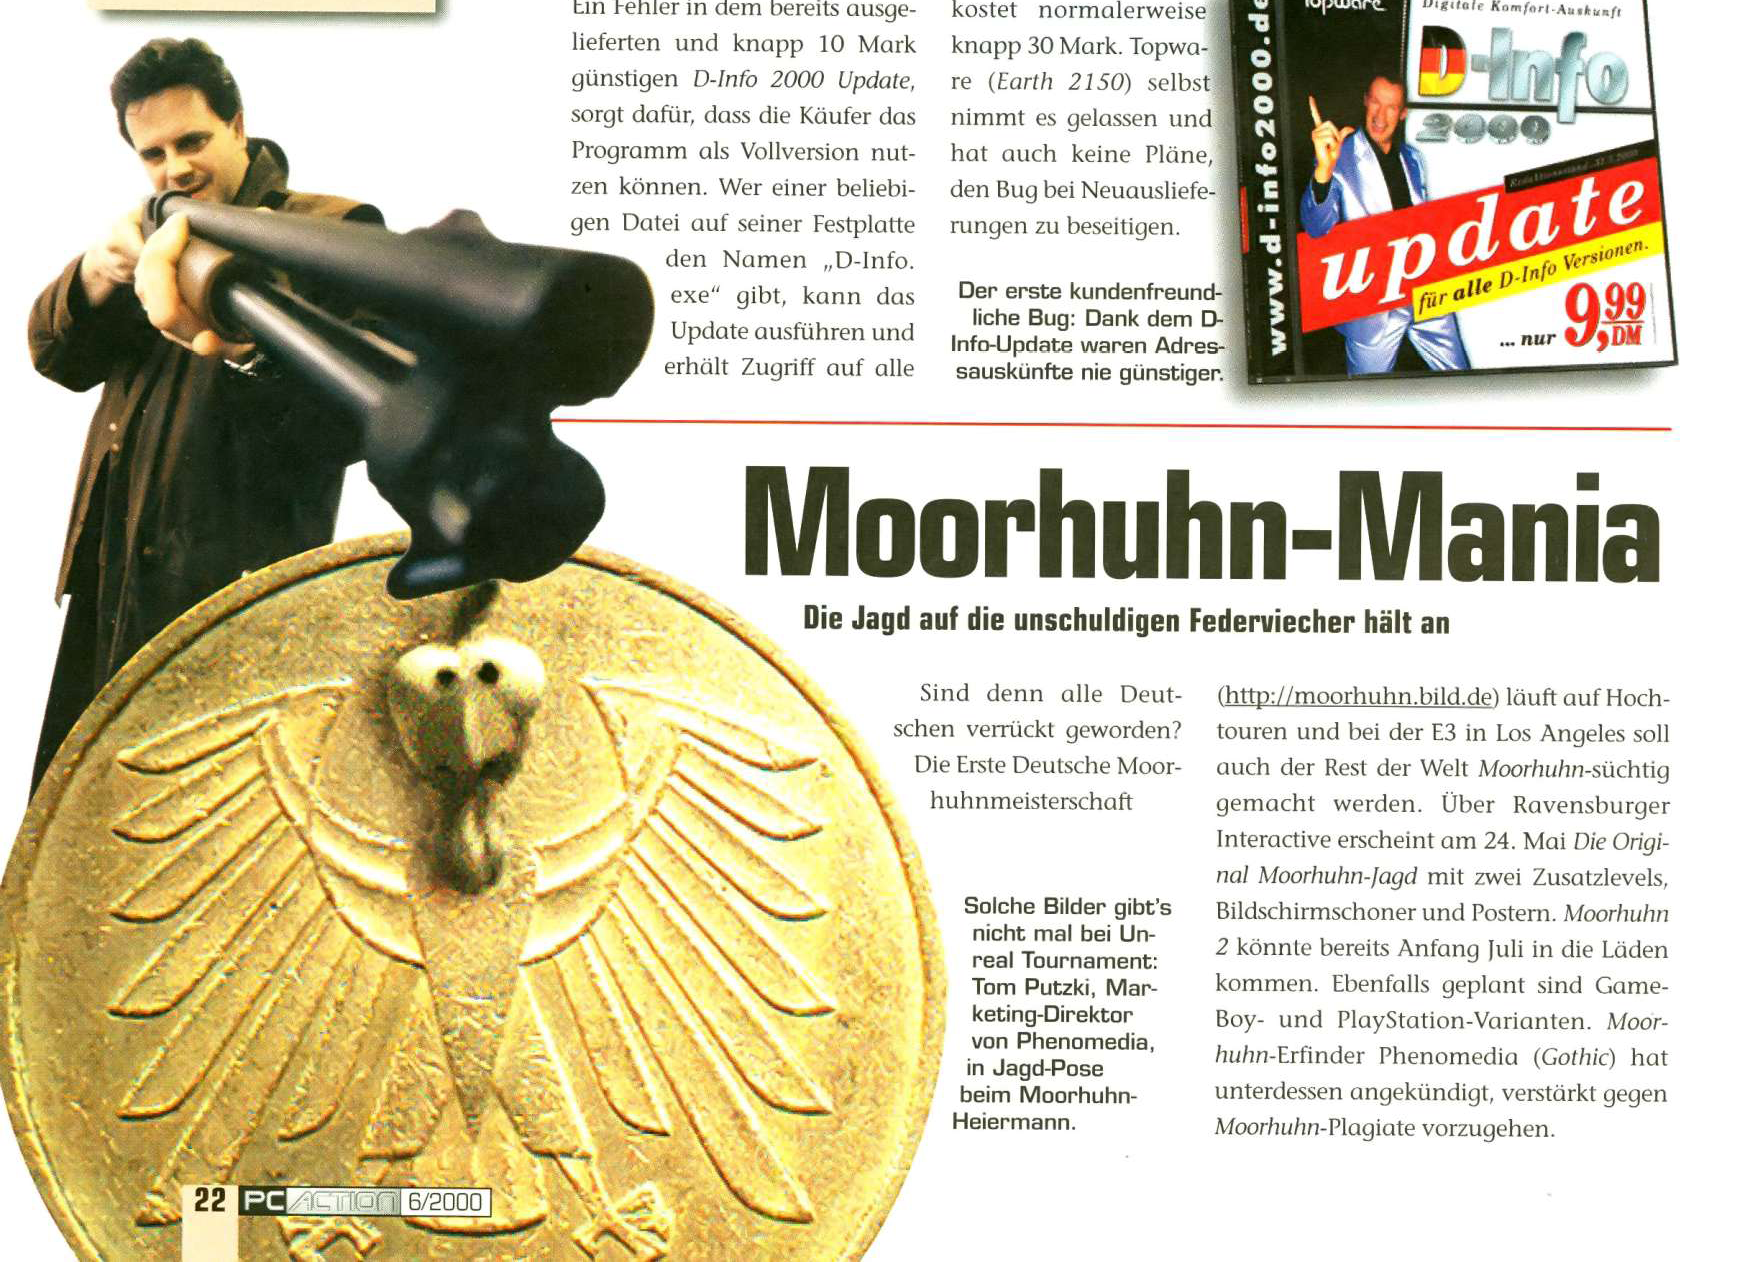 Ein Fehler in dem bereits ausge-
lieferten und knapp 10 Mark
günstigen D-Info 2000 Update,
sorgt dafür, dass die Käufer das
Programm als Vollversion nut-
zen können. Wer einer beliebi-
gen Datei auf seiner Festplatte
den Namen „D-Info.
exe“ gibt, kann das
Update ausführen und
erhält Zugriff auf alle
kostet normalerweise
knapp 30 Mark. Topwa-
re (Earth 2150) selbst
nimmt es gelassen und
hat auch keine Pläne,
den Bug bei Neuausliefe-
rungen zu beseitigen.
Der erste kundenfreund-
liche Bug: Dank dem D-
Info-Update waren Adres-
sauskünfte nie günstiger.
www.d-info2000.de
Topware
Digitale Komfort-Auskunft
D-Info
2000
update
für alle D-Info Versionen.
... nur 9,99 DM
Moorhuhn-Mania
Die Jagd auf die unschuldigen Federviecher hält an
Sind denn alle Deut-
schen verrückt geworden?
Die Erste Deutsche Moor-
huhnmeisterschaft
(http://moorhuhn.bild.de) läuft auf Hoch-
touren und bei der E3 in Los Angeles soll
auch der Rest der Welt Moorhuhn-süchtig
gemacht werden. Über Ravensburger
Interactive erscheint am 24. Mai Die Origi-
nal Moorhuhn-Jagd mit zwei Zusatzlevels,
Bildschirmschoner und Postern. Moorhuhn
2 könnte bereits Anfang Juli in die Läden
kommen. Ebenfalls geplant sind Game-
Boy- und PlayStation-Varianten. Moor-
huhn-Erfinder Phenomedia (Gothic) hat
unterdessen angekündigt, verstärkt gegen
Moorhuhn-Plagiate vorzugehen.
Solche Bilder gibt's
nicht mal bei Un-
real Tournament:
Tom Putzki, Mar-
keting-Direktor
von Phenomedia,
in Jagd-Pose
beim Moorhuhn-
Heiermann.
22 PC ACTION 6/2000